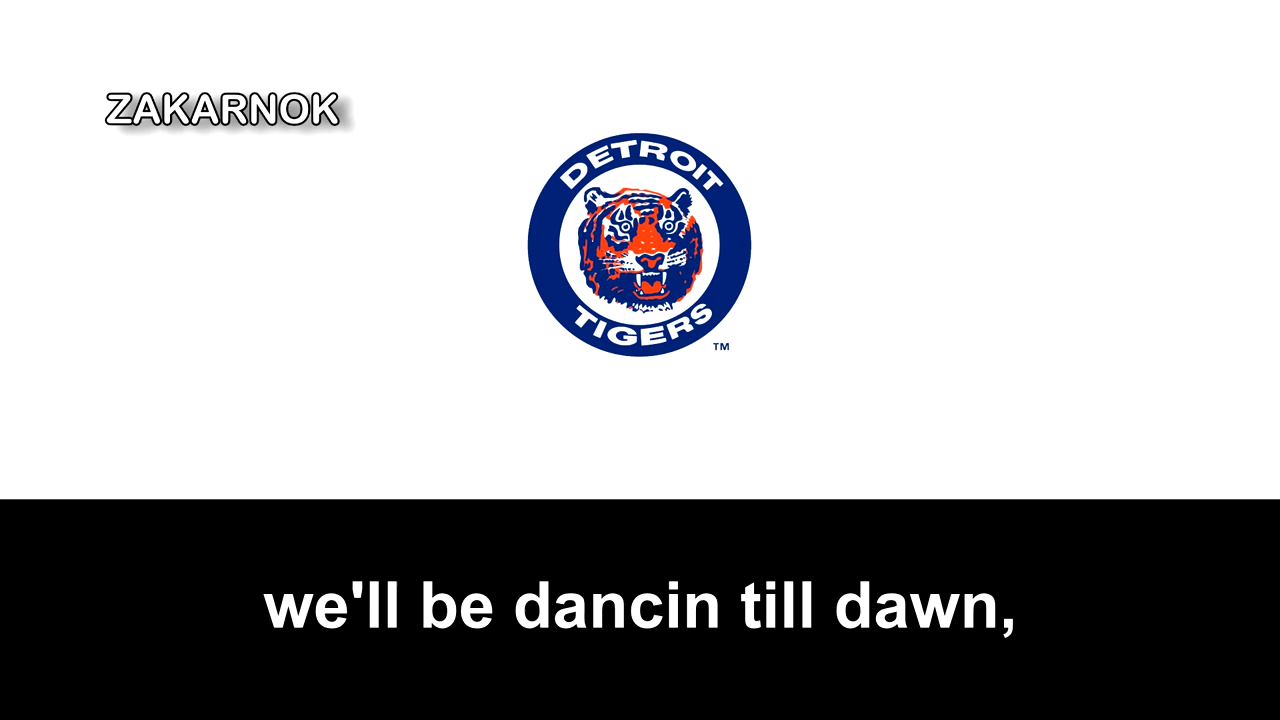 ZAKARNOK
DETROIT
TIGERS
TM
we'll be dancin till dawn,